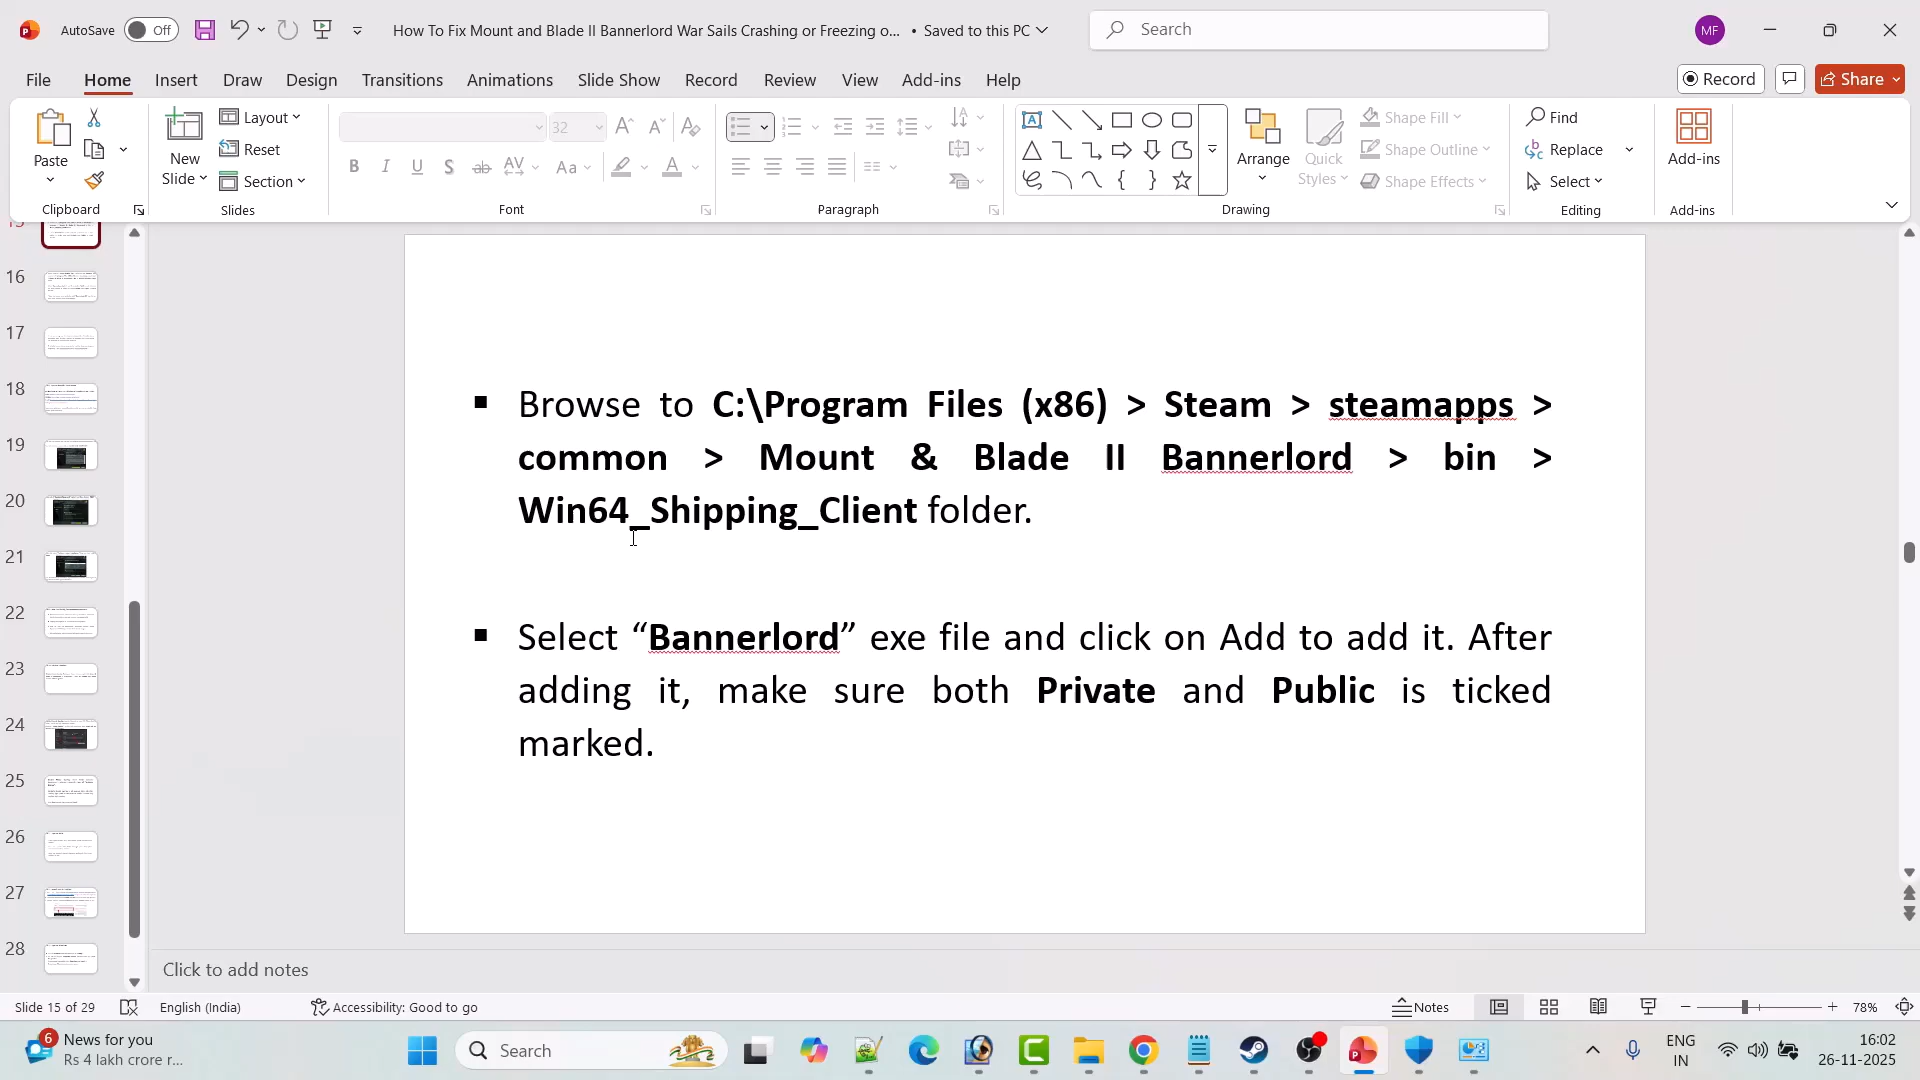 AutoSave Off How To Fix Mount and Blade II Bannerlord War Sails Crashing or Freezing o... • Saved to this PC Search MF
File Home Insert Draw Design Transitions Animations Slide Show Record Review View Add-ins Help Record Share
Paste
Clipboard
New Slide
Layout
Reset
Section
Slides
32
Font
Paragraph
Arrange
Quick Styles
Shape Fill
Shape Outline
Shape Effects
Drawing
Find
Replace
Select
Editing
Add-ins
Add-ins
16
17
18
19
20
21
22
23
24
25
26
27
28
▪ Browse to C:\Program Files (x86) > Steam > steamapps >
common > Mount & Blade II Bannerlord > bin >
Win64_Shipping_Client folder.
▪ Select “Bannerlord” exe file and click on Add to add it. After
adding it, make sure both Private and Public is ticked
marked.
Click to add notes
Slide 15 of 29 English (India) Accessibility: Good to go Notes 78%
6 News for you
Rs 4 lakh crore r...
Search
ENG
IN
16:02
26-11-2025